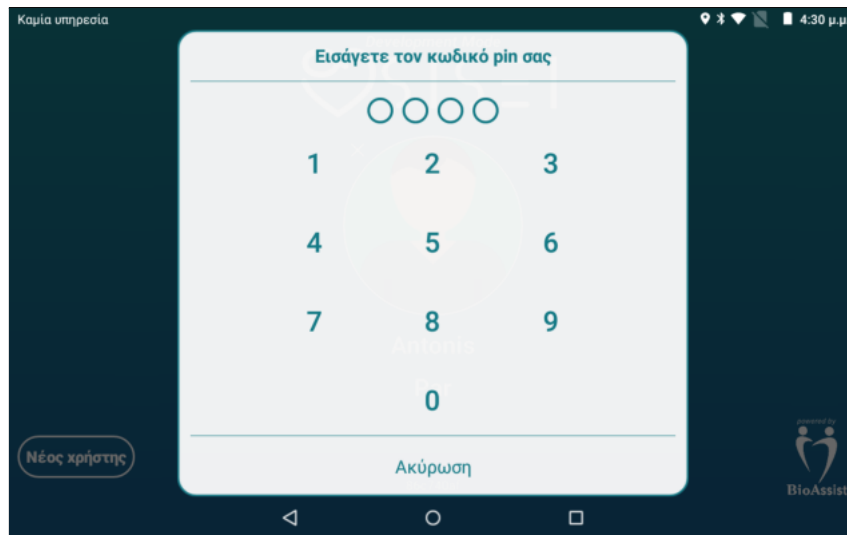 Καμία υπηρεσία
4:30 μ.μ
Εισάγετε τον κωδικό pin σας
1 2 3
4 5 6
7 8 9
Antonis
0
Νέος χρήστης
Ακύρωση
powered by
BioAssist